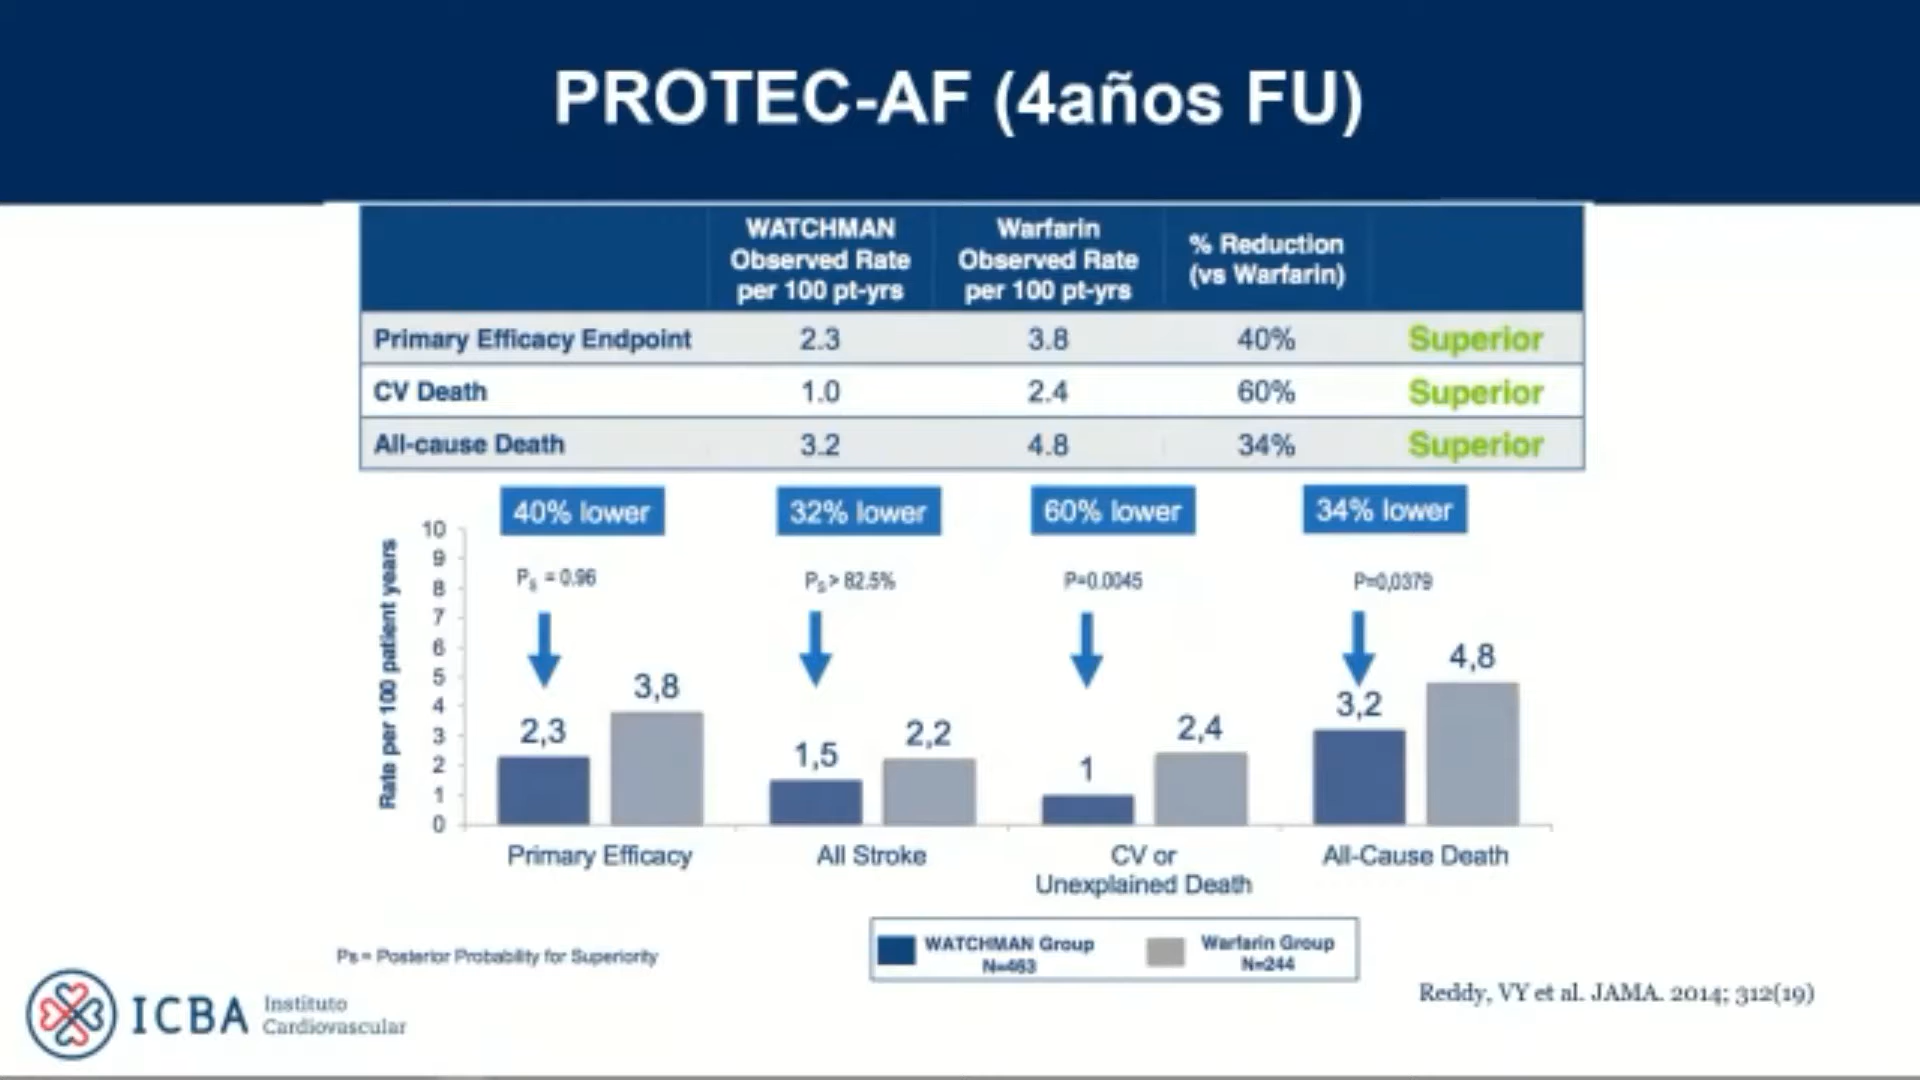 PROTEC-AF (4años FU)
WATCHMAN Observed Rate per 100 pt-yrs
Warfarin Observed Rate per 100 pt-yrs
% Reduction (vs Warfarin)
Primary Efficacy Endpoint 2.3 3.8 40% Superior
CV Death 1.0 2.4 60% Superior
All-cause Death 3.2 4.8 34% Superior
40% lower 32% lower 60% lower 34% lower
Ps = 0.96 Ps > 82.5% P=0.0045 P=0,0379
Rate per 100 patient years
10
9
8
7
6
5
4
3
2
1
0
2,3 3,8 1,5 2,2 1 2,4 3,2 4,8
Primary Efficacy All Stroke CV or Unexplained Death All-Cause Death
WATCHMAN Group N=463
Warfarin Group N=244
Ps = Posterior Probability for Superiority
Reddy, VY et al. JAMA. 2014; 312(19)
ICBA Instituto Cardiovascular